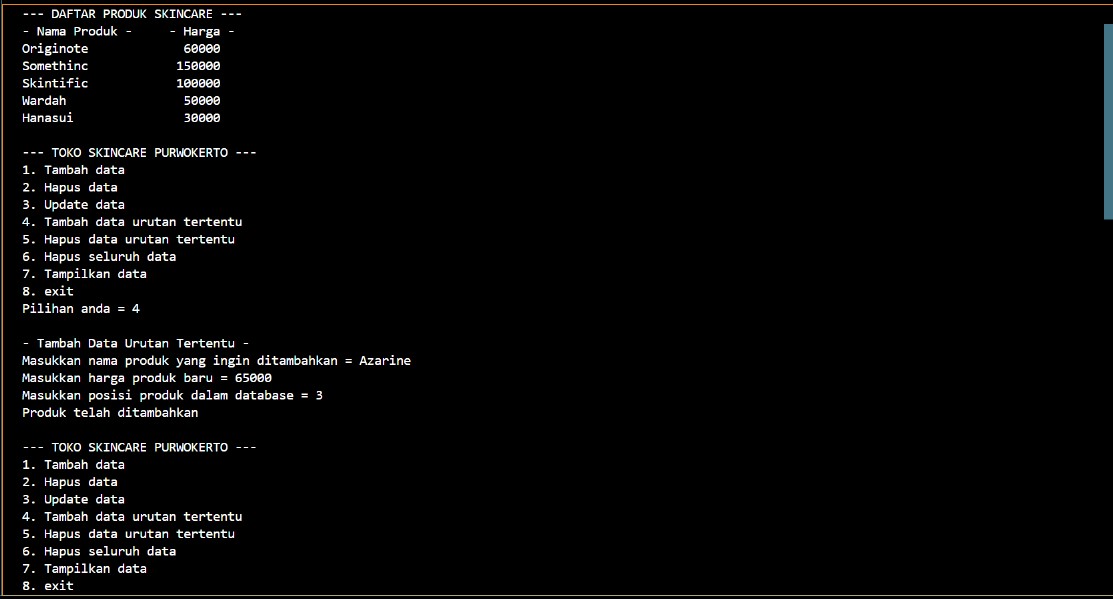 --- DAFTAR PRODUK SKINCARE ---
- Nama Produk -     - Harga -
Originote             60000
Somethinc            150000
Skintific            100000
Wardah                50000
Hanasui               30000

--- TOKO SKINCARE PURWOKERTO ---
1. Tambah data
2. Hapus data
3. Update data
4. Tambah data urutan tertentu
5. Hapus data urutan tertentu
6. Hapus seluruh data
7. Tampilkan data
8. exit
Pilihan anda = 4

- Tambah Data Urutan Tertentu -
Masukkan nama produk yang ingin ditambahkan = Azarine
Masukkan harga produk baru = 65000
Masukkan posisi produk dalam database = 3
Produk telah ditambahkan

--- TOKO SKINCARE PURWOKERTO ---
1. Tambah data
2. Hapus data
3. Update data
4. Tambah data urutan tertentu
5. Hapus data urutan tertentu
6. Hapus seluruh data
7. Tampilkan data
8. exit